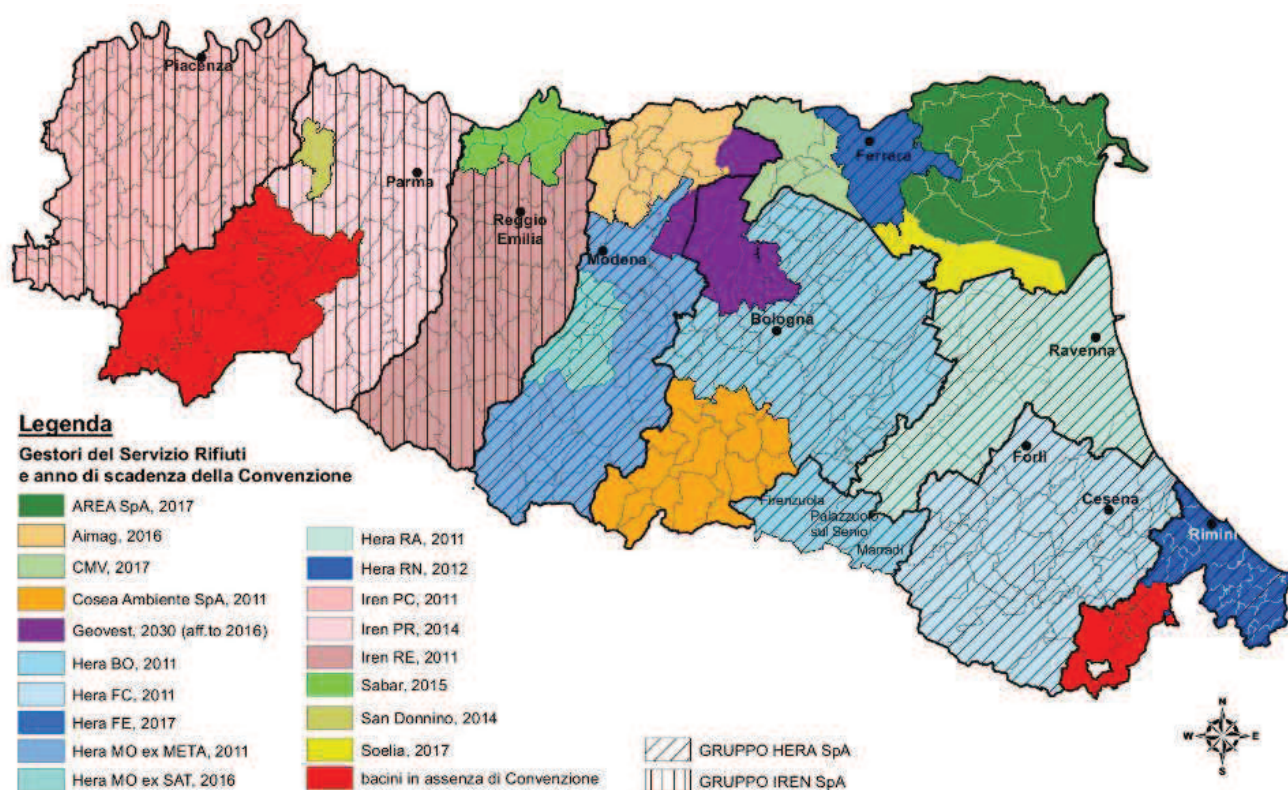 Piacenza
Parma
Reggio
Emilia
Modena
Ferrara
Bologna
Ravenna
Forlì
Cesena
Rimini
Firenzuola
Palazzuolo
sul Senio
Marradi
Legenda
Gestori del Servizio Rifiuti
e anno di scadenza della Convenzione
AREA SpA, 2017
Aimag, 2016
CMV, 2017
Cosea Ambiente SpA, 2011
Geovest, 2030 (aff.to 2016)
Hera BO, 2011
Hera FC, 2011
Hera FE, 2017
Hera MO ex META, 2011
Hera MO ex SAT, 2016
Hera RA, 2011
Hera RN, 2012
Iren PC, 2011
Iren PR, 2014
Iren RE, 2011
Sabar, 2015
San Donnino, 2014
Soelia, 2017
bacini in assenza di Convenzione
GRUPPO HERA SpA
GRUPPO IREN SpA
N
W E
S